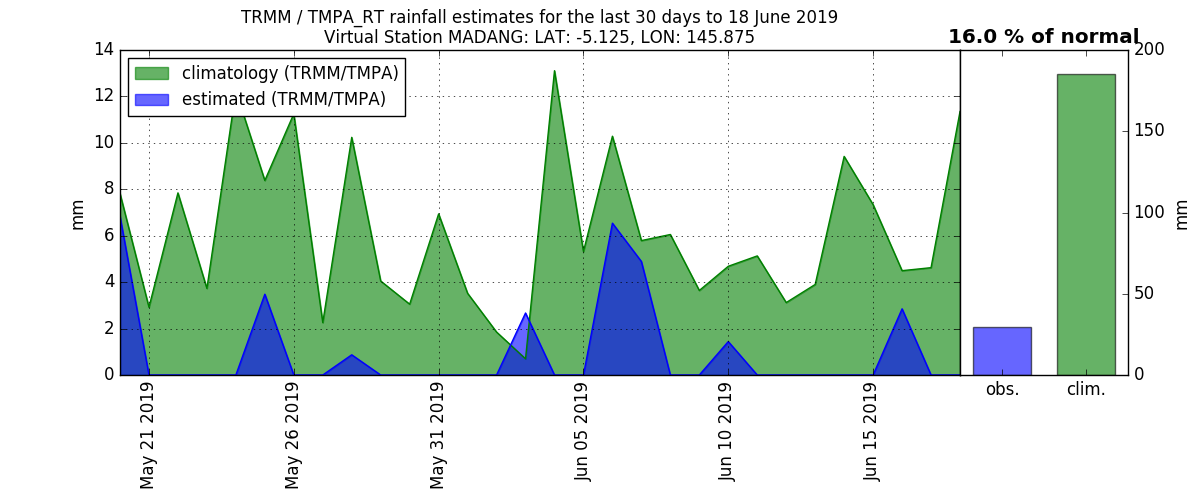 TRMM / TMPA_RT rainfall estimates for the last 30 days to 18 June 2019
Virtual Station MADANG: LAT: -5.125, LON: 145.875
16.0 % of normal
climatology (TRMM/TMPA)
estimated (TRMM/TMPA)
mm
14
12
10
8
6
4
2
0
May 21 2019
May 26 2019
May 31 2019
Jun 05 2019
Jun 10 2019
Jun 15 2019
200
150
100
50
0
mm
obs.
clim.